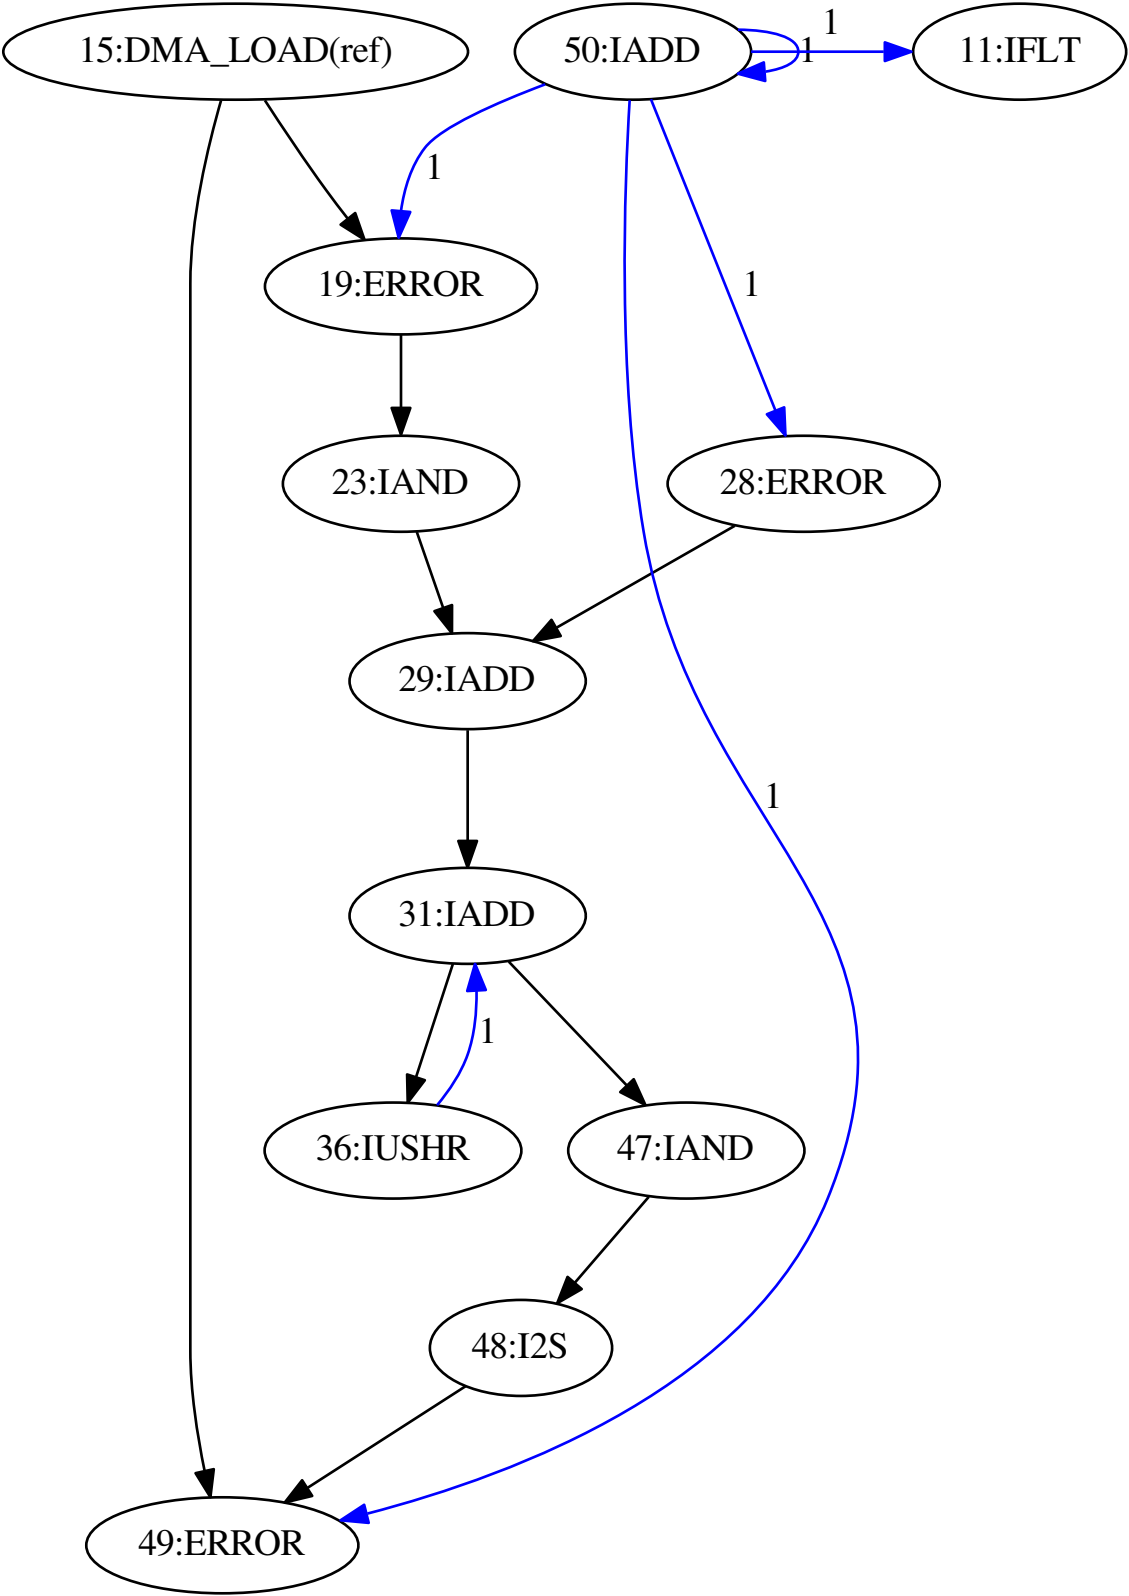 15:DMA_LOAD(ref)
50:IADD
1
1
11:IFLT
1
19:ERROR
1
23:IAND
28:ERROR
29:IADD
1
31:IADD
1
36:IUSHR
47:IAND
48:I2S
49:ERROR